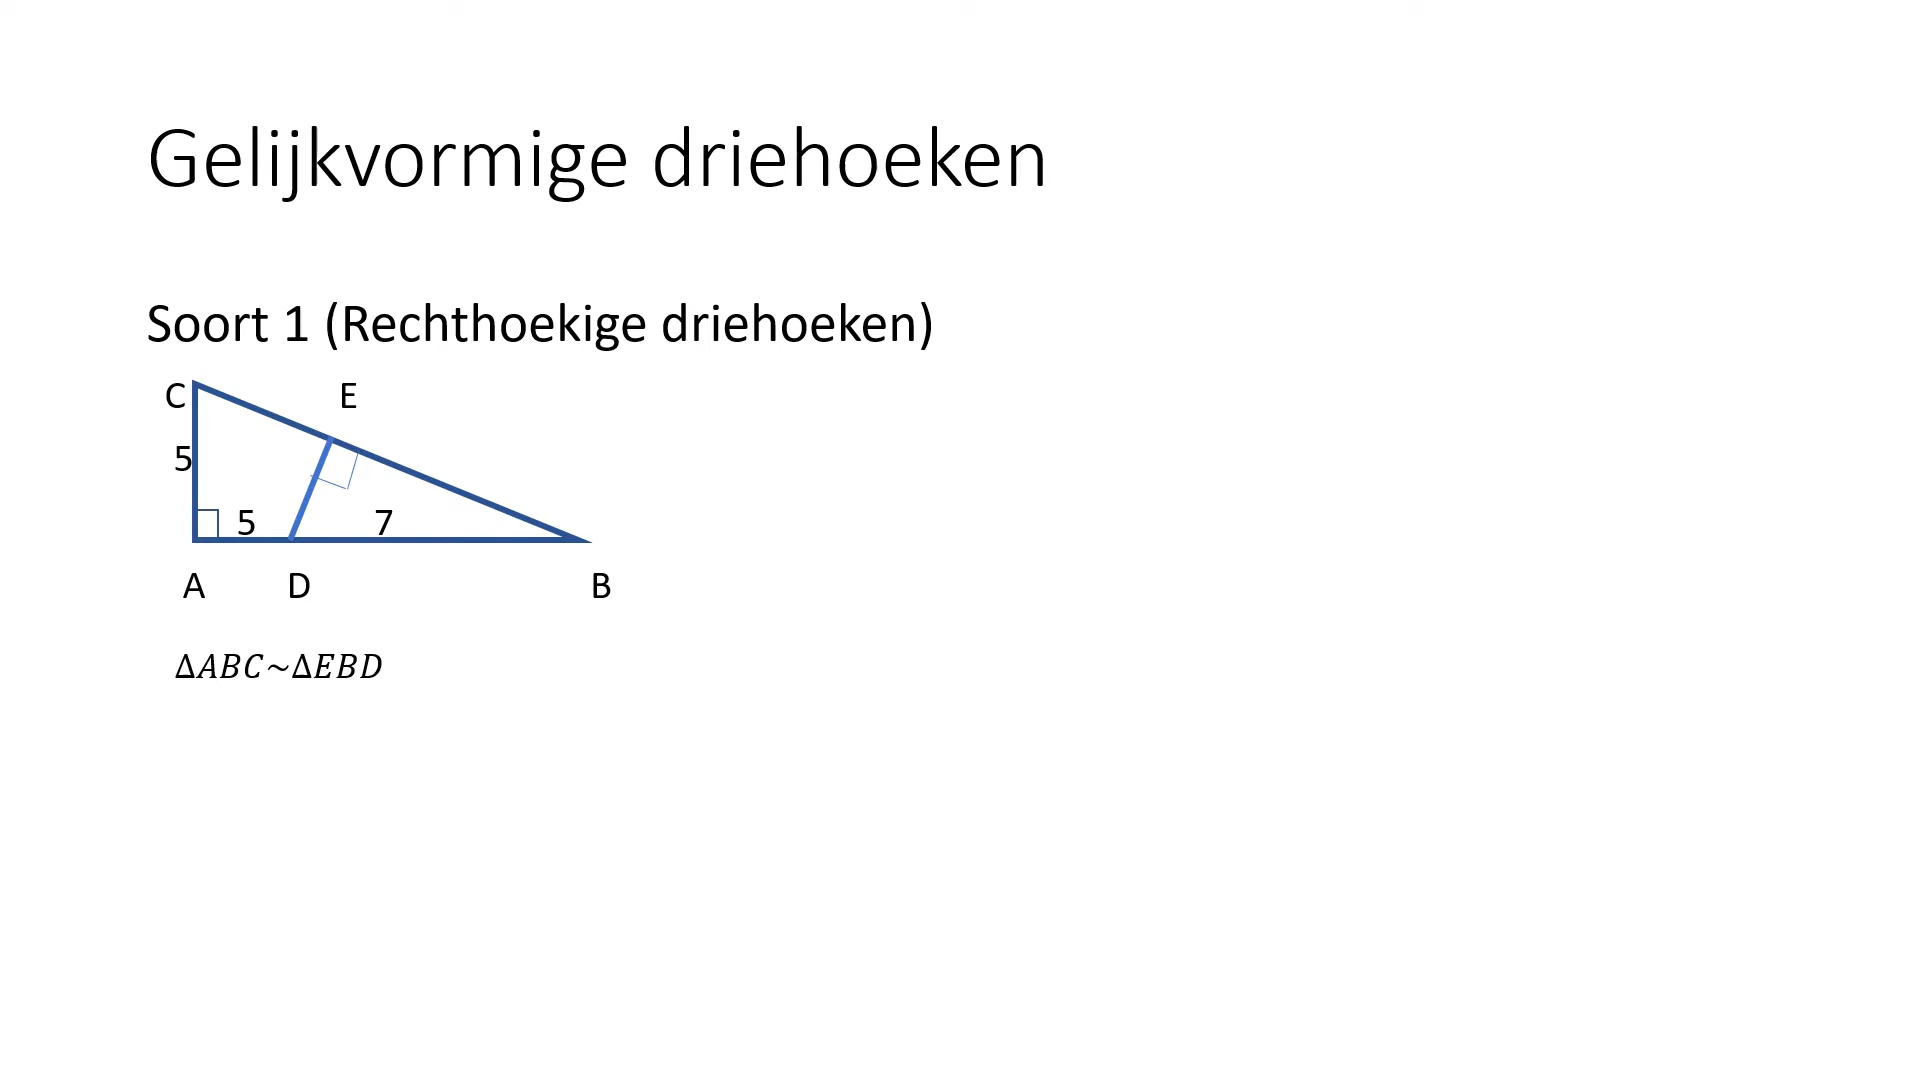 Gelijkvormige driehoeken
Soort 1 (Rechthoekige driehoeken)
C E
5
5 7
A D B
Δ𝐴𝐵𝐶~Δ𝐸𝐵𝐷